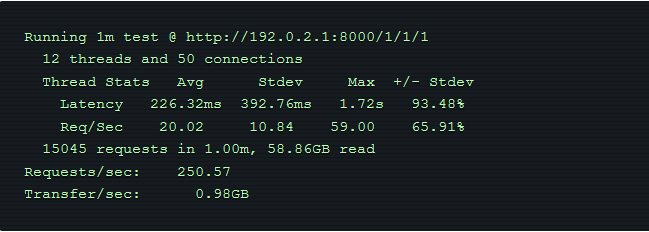 Running 1m test @ http://192.0.2.1:8000/1/1/1
12 threads and 50 connections
Thread Stats Avg Stdev Max +/- Stdev
Latency 226.32ms 392.76ms 1.72s 93.48%
Req/Sec 20.02 10.84 59.00 65.91%
15045 requests in 1.00m, 58.86GB read
Requests/sec: 250.57
Transfer/sec: 0.98GB